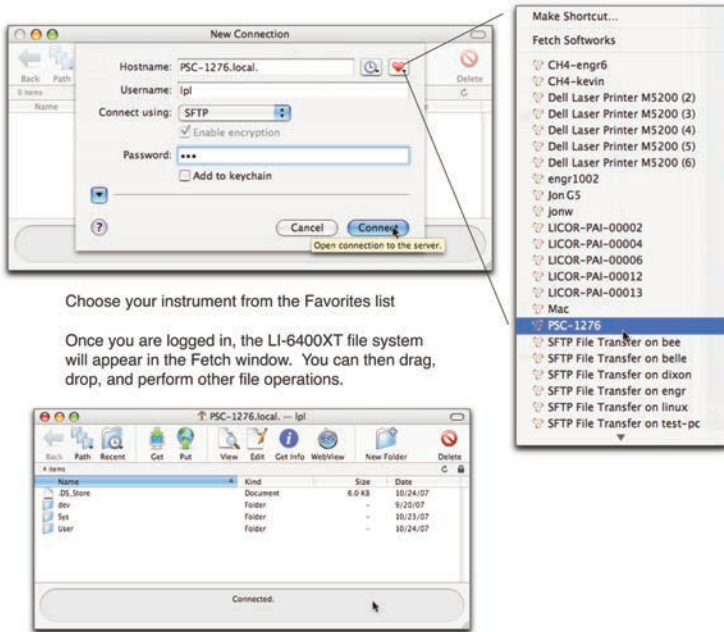 New Connection
Hostname: PSC-1276.local.
Username: lpl
Connect using: SFTP
Enable encryption
Password: •••
Add to keychain
?
Cancel
Connect
Open connection to the server.
Back
Path
Delete
0 items
Name
Make Shortcut...
Fetch Softworks
CH4-engr6
CH4-kevin
Dell Laser Printer M5200 (2)
Dell Laser Printer M5200 (3)
Dell Laser Printer M5200 (4)
Dell Laser Printer M5200 (5)
Dell Laser Printer M5200 (6)
engr1002
Jon G5
jonw
LICOR-PAI-00002
LICOR-PAI-00004
LICOR-PAI-00006
LICOR-PAI-00012
LICOR-PAI-00013
Mac
PSC-1276
SFTP File Transfer on bee
SFTP File Transfer on belle
SFTP File Transfer on dixon
SFTP File Transfer on engr
SFTP File Transfer on linux
SFTP File Transfer on test-pc
Choose your instrument from the Favorites list
Once you are logged in, the LI-6400XT file system
will appear in the Fetch window. You can then drag,
drop, and perform other file operations.
PSC-1276.local. — lpl
Back Path Recent Get Put View Edit Get Info WebView New Folder Delete
4 items
Name Kind Size Date
.DS_Store Document 6.0 KB 10/24/07
dev Folder - 9/20/07
Sys Folder - 10/23/07
User Folder - 10/24/07
Connected.